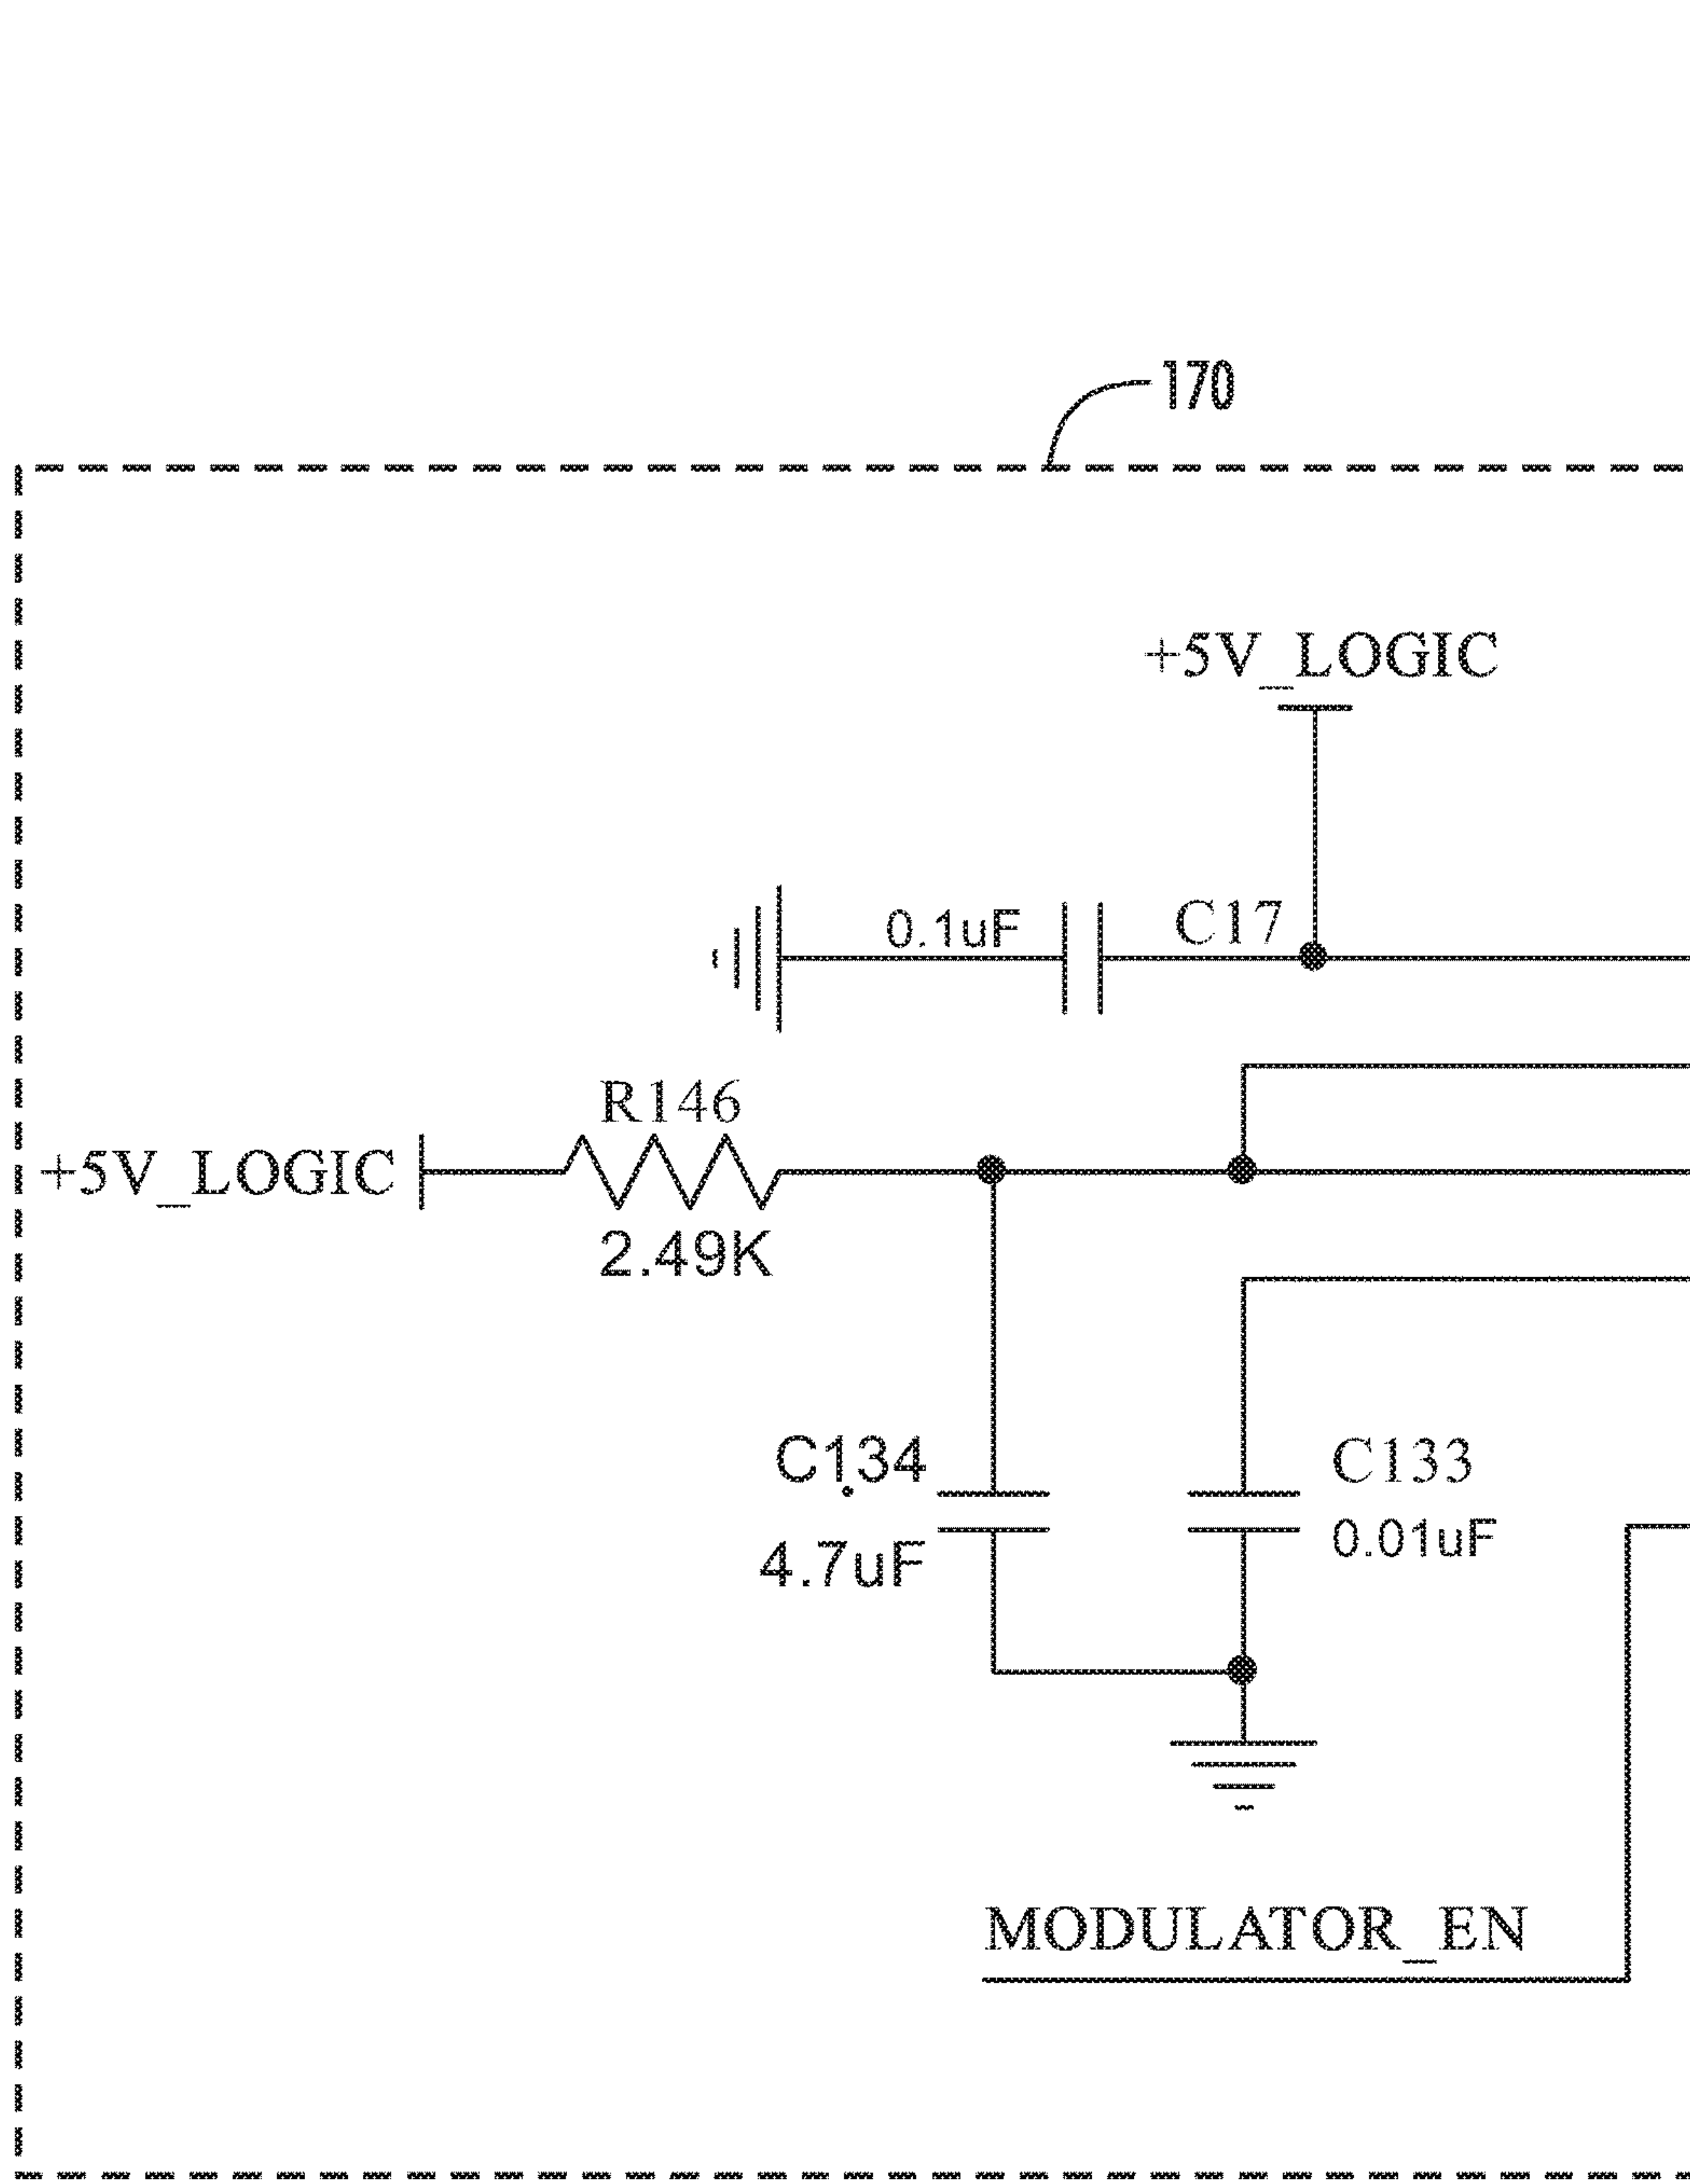 170
+5V_LOGIC
0.1uF C17
R146
+5V_LOGIC
2.49K
C134
C133
4.7uF
0.01uF
MODULATOR_EN